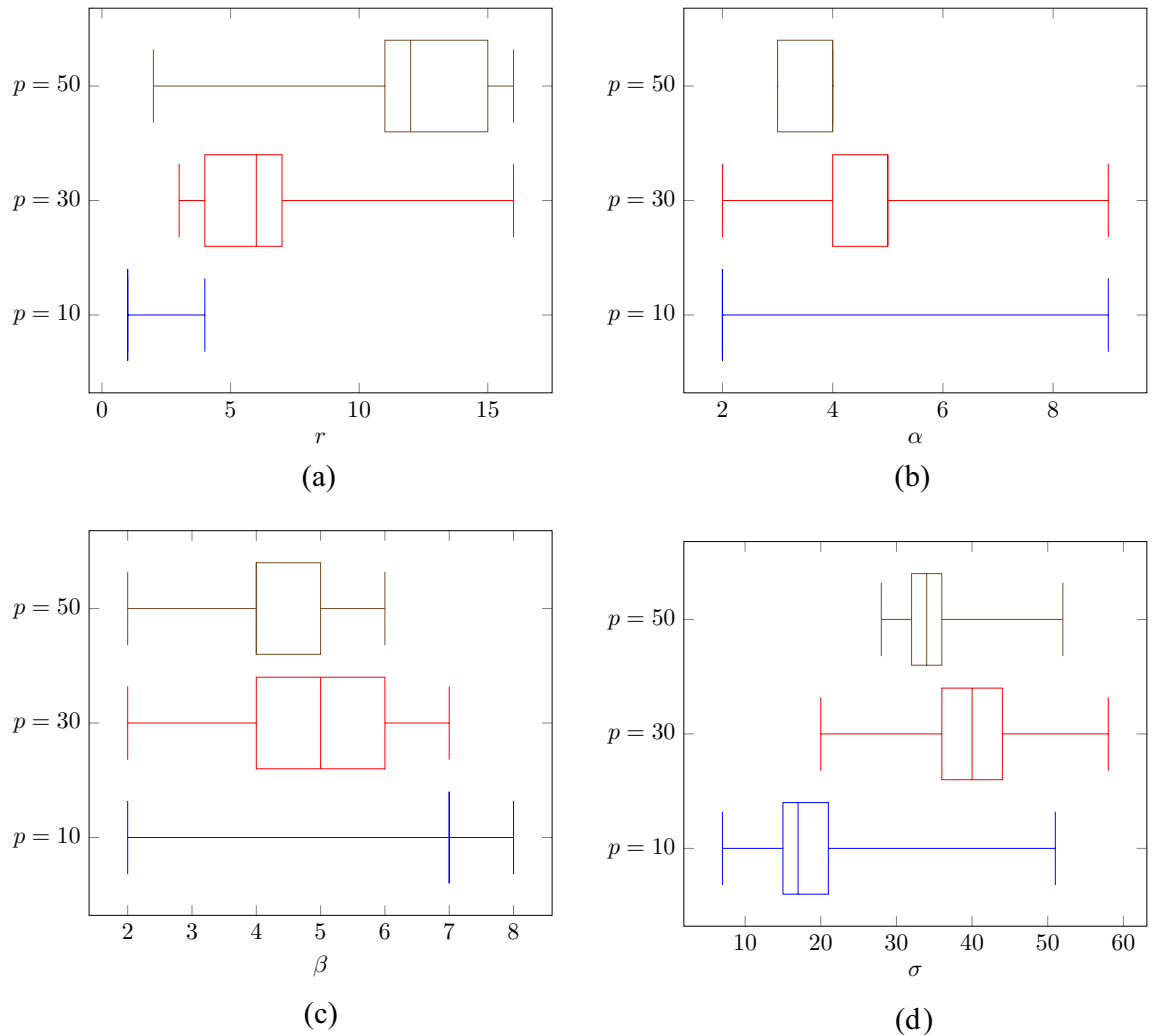 p = 50
p = 30
p = 10
0 5 10 15
r
(a)
p = 50
p = 30
p = 10
2 4 6 8
α
(b)
p = 50
p = 30
p = 10
2 3 4 5 6 7 8
β
(c)
p = 50
p = 30
p = 10
10 20 30 40 50 60
σ
(d)